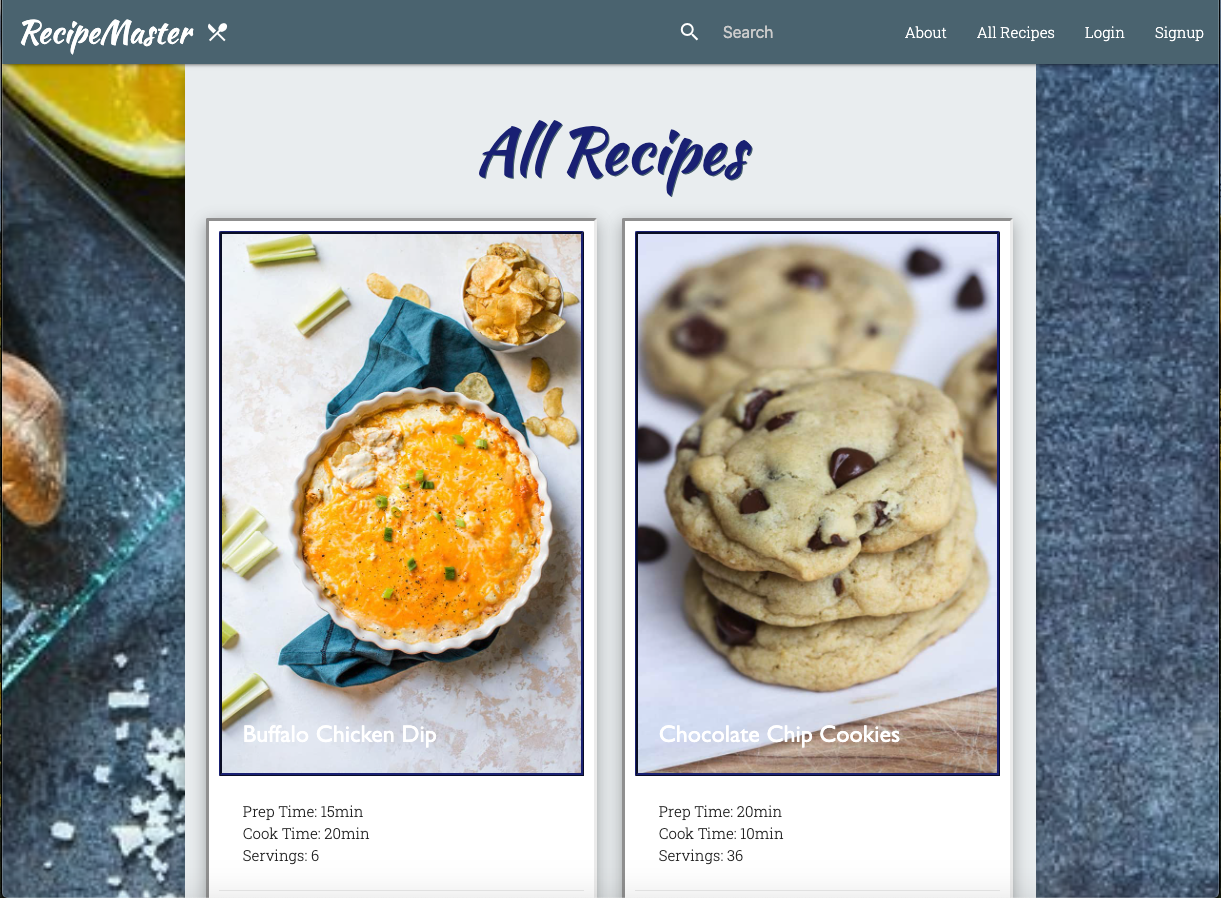 RecipeMaster
Search
About
All Recipes
Login
Signup
All Recipes
Buffalo Chicken Dip
Chocolate Chip Cookies
Prep Time: 15min
Cook Time: 20min
Servings: 6
Prep Time: 20min
Cook Time: 10min
Servings: 36